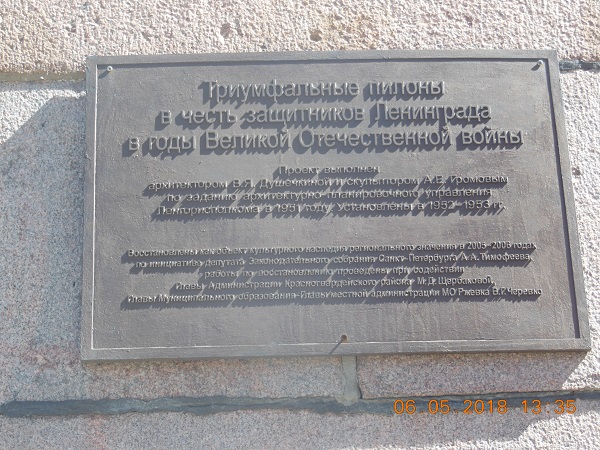 Триумфальные пилоны
в честь защитников Ленинграда
в годы Великой Отечественной войны
Проект выполнен
архитектором В.Я. Душечкиной и скульптором А.Е. Громовым
по заданию архитектурно-планировочного управления
Ленгорисполкома в 1951 году. Установлены в 1952-1953 гг.
Восстановлены как объект культурного наследия регионального значения в 2005-2006 годах
по инициативе депутата Законодательного собрания Санкт-Петербурга А.А.Тимофеева,
работы по восстановлению проведены при содействии
Главы Администрации Красногвардейского района М.Д. Щербаковой,
Главы Муниципального образования-Главы местной администрации МО Ржевка В.Г.Черевко
06 05 2018 13 35